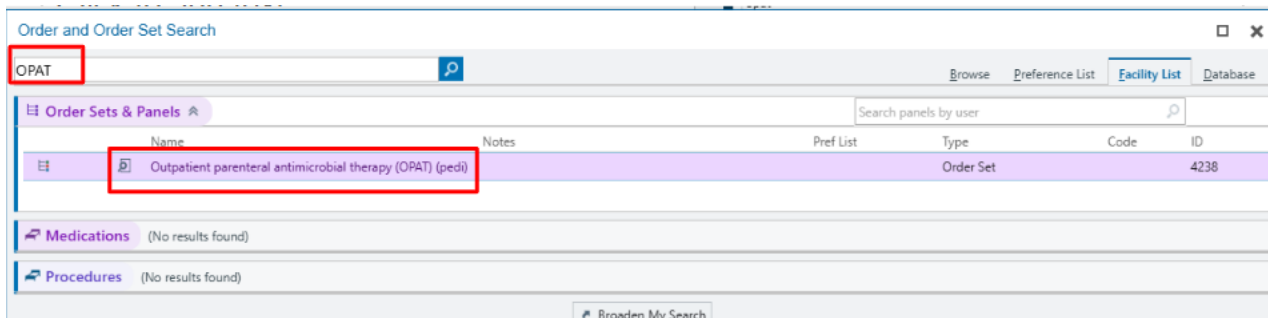 Order and Order Set Search
OPAT
Browse Preference List Facility List Database
Order Sets & Panels
Search panels by user
Name Notes Pref List Type Code ID
Outpatient parenteral antimicrobial therapy (OPAT) (pedi) Order Set 4238
Medications (No results found)
Procedures (No results found)
Broaden My Search